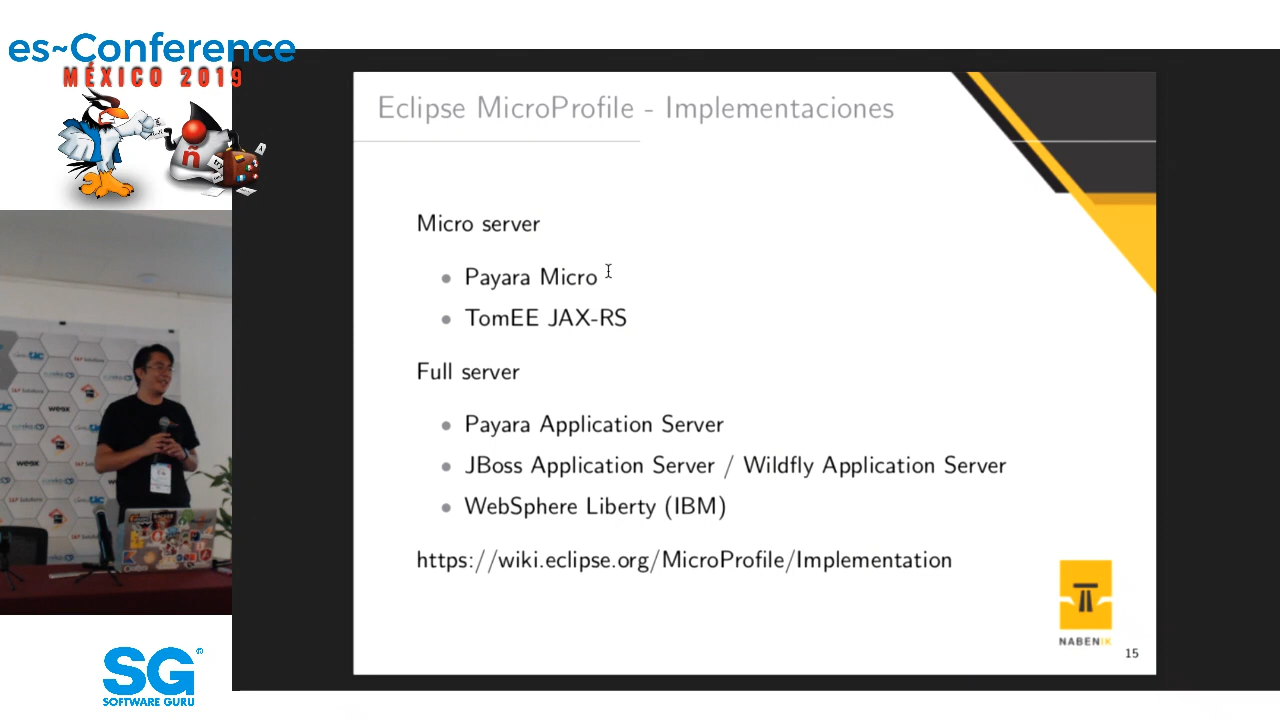 es~Conference
MÉXICO 2019
Eclipse MicroProfile - Implementaciones
Micro server
Payara Micro
TomEE JAX-RS
Full server
Payara Application Server
JBoss Application Server / Wildfly Application Server
WebSphere Liberty (IBM)
https://wiki.eclipse.org/MicroProfile/Implementation
NABENIK
15
ñ
weox
weox
SG®
SOFTWARE GURU